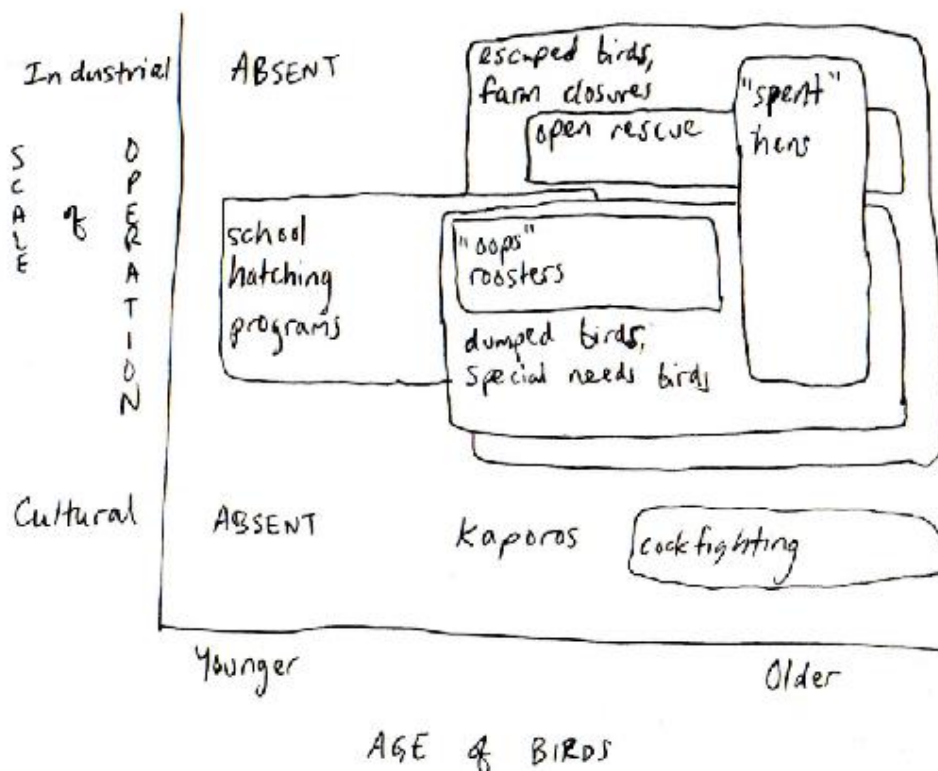 Industrial
SCALE of OPERATION
Cultural
ABSENT
escaped birds,
farm closures
"spent"
hens
open rescue
school
hatching
programs
"oops"
roosters
dumped birds,
special needs birds
ABSENT
Kaporos
cockfighting
Younger
Older
AGE of BIRDS